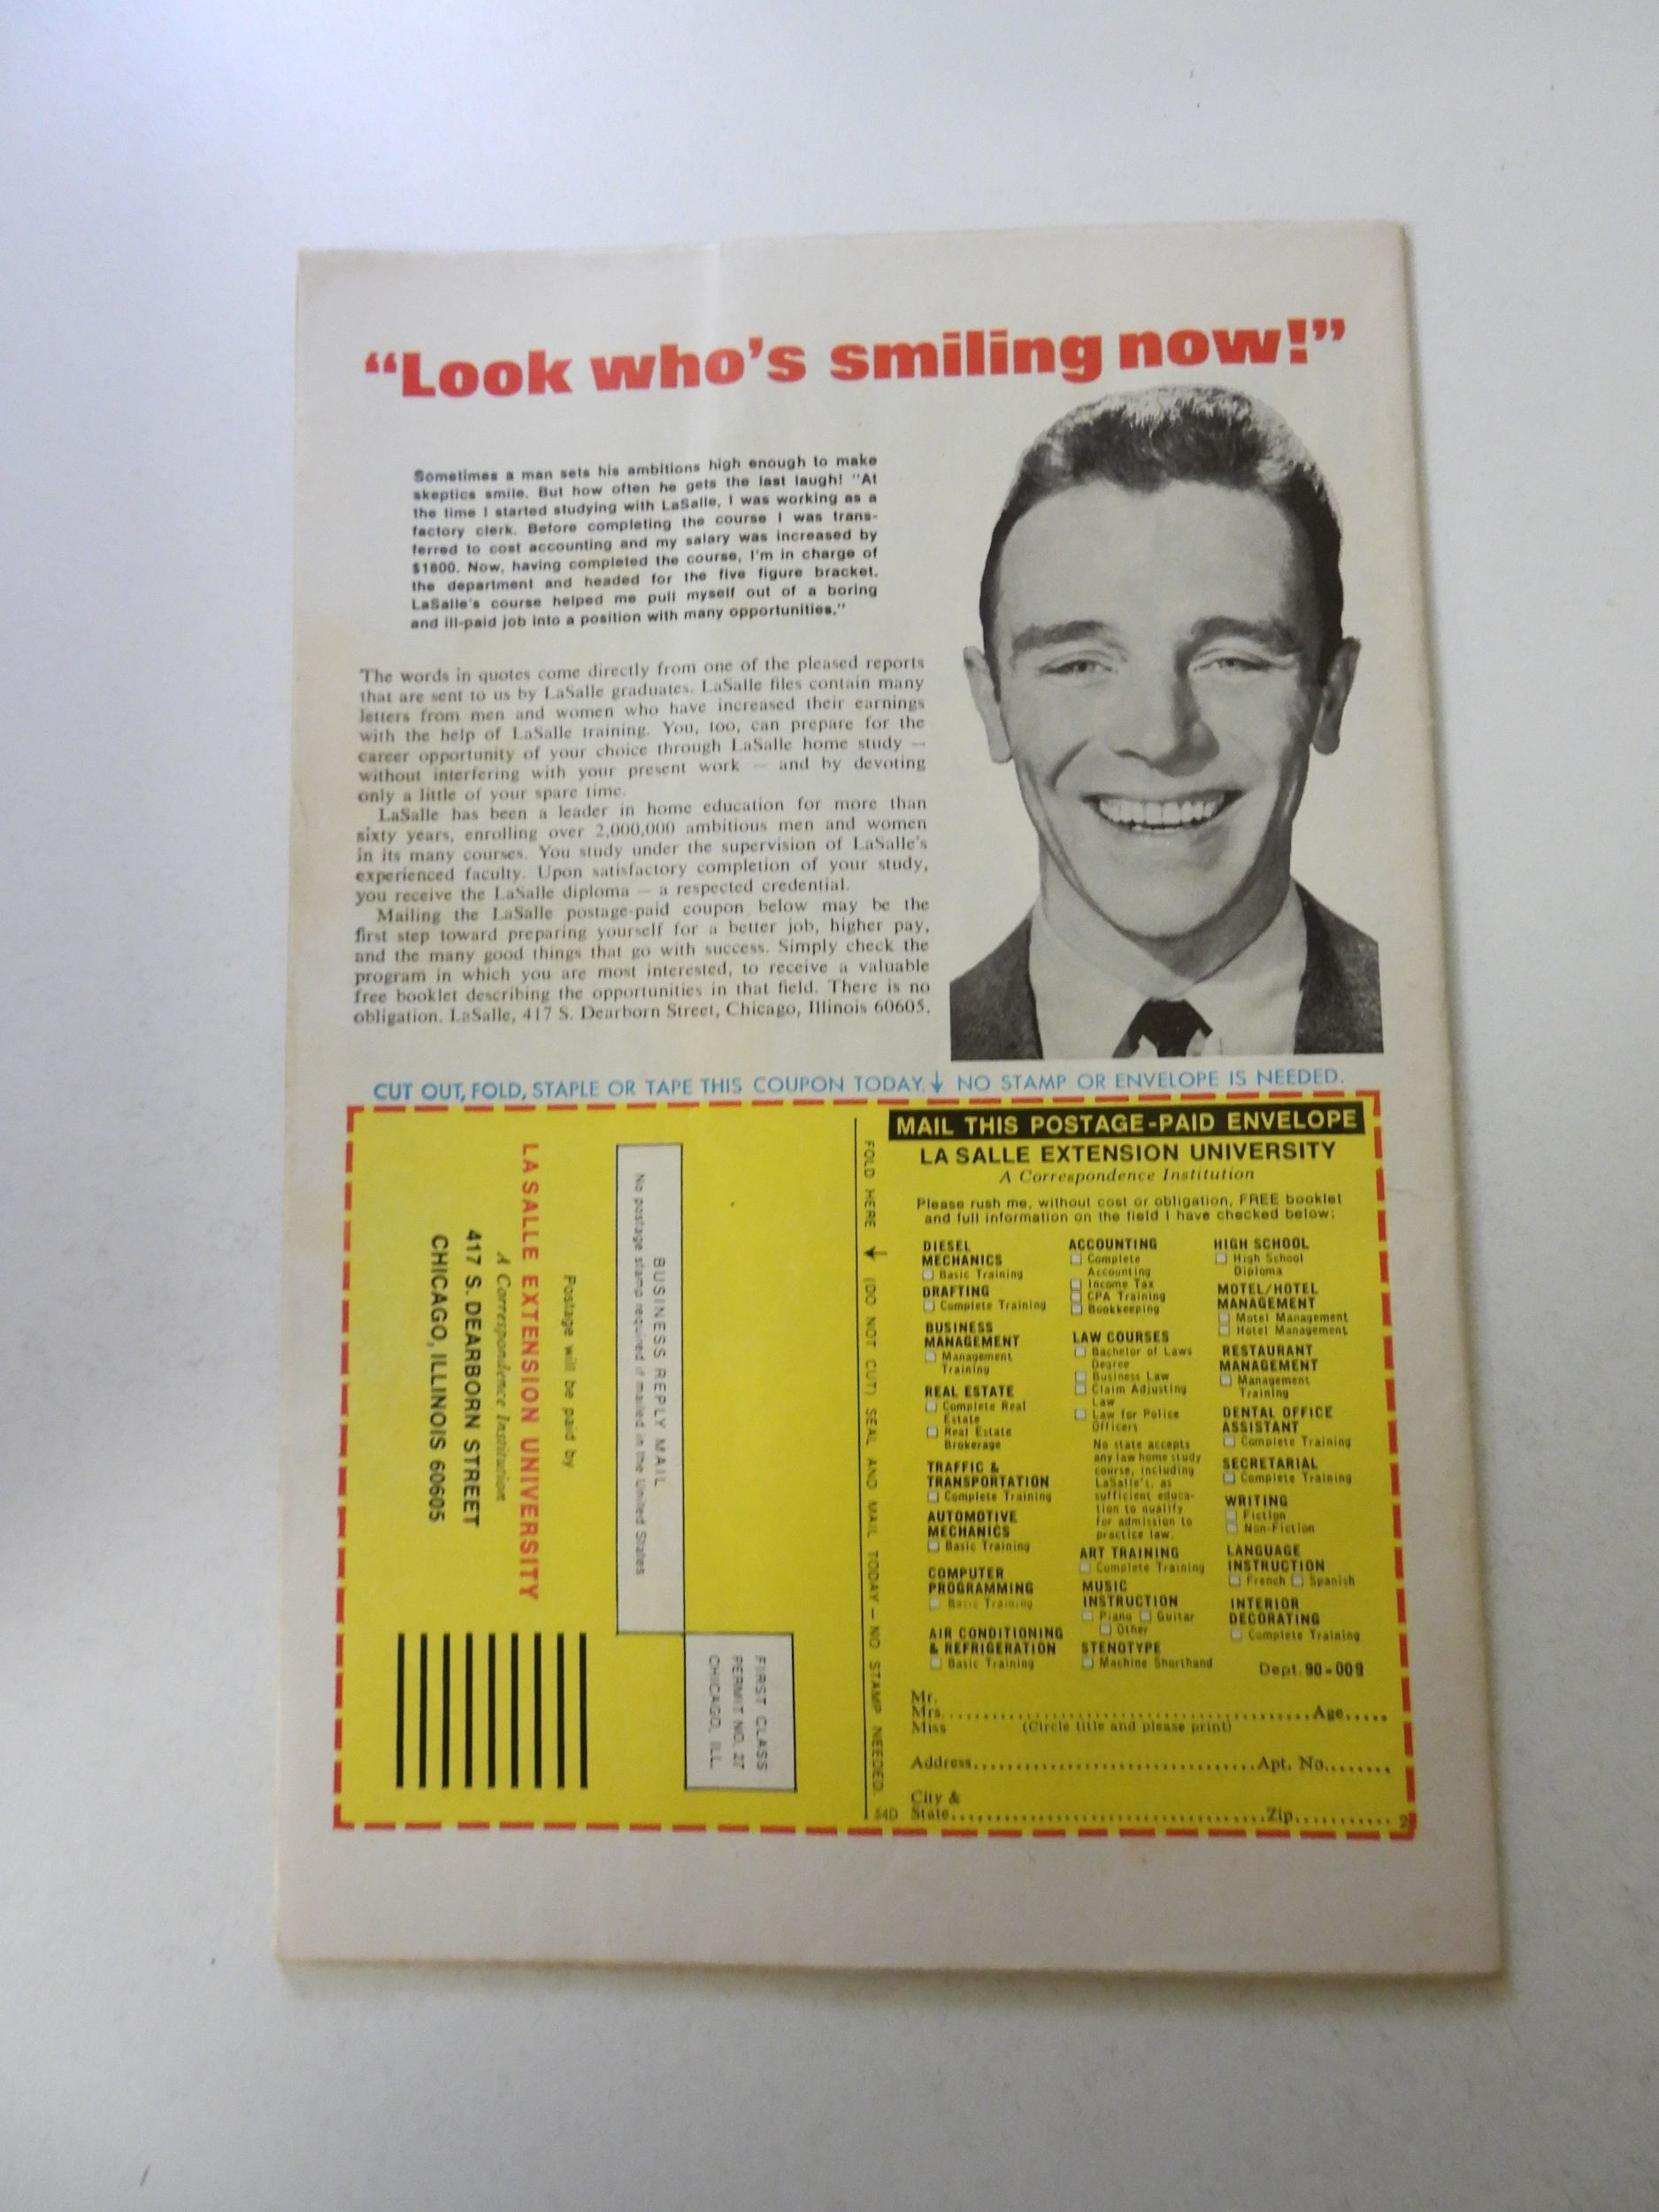 “Look who’s smiling now!”
Sometimes a man sets his ambitions high enough to make
skeptics smile. But how often he gets the last laugh! "At
the time I started studying with LaSalle, I was working as a
factory clerk. Before completing the course I was trans-
ferred to cost accounting and my salary was increased by
$1800. Now, having completed the course, I'm in charge of
the department and headed for the five figure bracket.
LaSalle's course helped me pull myself out of a boring
and ill-paid job into a position with many opportunities."
The words in quotes come directly from one of the pleased reports
that are sent to us by LaSalle graduates. LaSalle files contain many
letters from men and women who have increased their earnings
with the help of LaSalle training. You, too, can prepare for the
career opportunity of your choice through LaSalle home study —
without interfering with your present work — and by devoting
only a little of your spare time.
LaSalle has been a leader in home education for more than
sixty years, enrolling over 2,000,000 ambitious men and women
in its many courses. You study under the supervision of LaSalle's
experienced faculty. Upon satisfactory completion of your study,
you receive the LaSalle diploma — a respected credential.
Mailing the LaSalle postage-paid coupon below may be the
first step toward preparing yourself for a better job, higher pay,
and the many good things that go with success. Simply check the
program in which you are most interested, to receive a valuable
free booklet describing the opportunities in that field. There is no
obligation. LaSalle, 417 S. Dearborn Street, Chicago, Illinois 60605.
CUT OUT, FOLD, STAPLE OR TAPE THIS COUPON TODAY. ↓ NO STAMP OR ENVELOPE IS NEEDED.
FIRST CLASS
PERMIT NO. 27
CHICAGO, ILL.
BUSINESS REPLY MAIL
No postage stamp required if mailed in the United States
Postage will be paid by
LA SALLE EXTENSION UNIVERSITY
A Correspondence Institution
417 S. DEARBORN STREET
CHICAGO, ILLINOIS 60605
FOLD HERE → (DO NOT CUT) SEAL AND MAIL TODAY — NO STAMP NEEDED.
MAIL THIS POSTAGE-PAID ENVELOPE
LA SALLE EXTENSION UNIVERSITY
A Correspondence Institution
Please rush me, without cost or obligation, FREE booklet
and full information on the field I have checked below:
DIESEL
MECHANICS
☐ Basic Training
DRAFTING
☐ Complete Training
BUSINESS
MANAGEMENT
☐ Management
Training
REAL ESTATE
☐ Complete Real
Estate
☐ Real Estate
Brokerage
TRAFFIC &
TRANSPORTATION
☐ Complete Training
AUTOMOTIVE
MECHANICS
☐ Basic Training
COMPUTER
PROGRAMMING
☐ Basic Training
AIR CONDITIONING
& REFRIGERATION
☐ Basic Training
ACCOUNTING
☐ Complete
Accounting
☐ Income Tax
☐ CPA Training
☐ Bookkeeping
LAW COURSES
☐ Bachelor of Laws
Degree
☐ Business Law
☐ Claim Adjusting
Law
☐ Law for Police
Officers
No state accepts
any law home study
course, including
LaSalle's, as
sufficient educa-
tion to qualify
for admission to
practice law.
ART TRAINING
☐ Complete Training
MUSIC
INSTRUCTION
☐ Piano ☐ Guitar
☐ Other
STENOTYPE
☐ Machine Shorthand
HIGH SCHOOL
☐ High School
Diploma
MOTEL/HOTEL
MANAGEMENT
☐ Motel Management
☐ Hotel Management
RESTAURANT
MANAGEMENT
☐ Management
Training
DENTAL OFFICE
ASSISTANT
☐ Complete Training
SECRETARIAL
☐ Complete Training
WRITING
☐ Fiction
☐ Non-Fiction
LANGUAGE
INSTRUCTION
☐ French ☐ Spanish
INTERIOR
DECORATING
☐ Complete Training
Dept. 90-009
Mr.
Mrs. Age
Miss (Circle title and please print)
Address Apt. No.
City &
54D State Zip 2